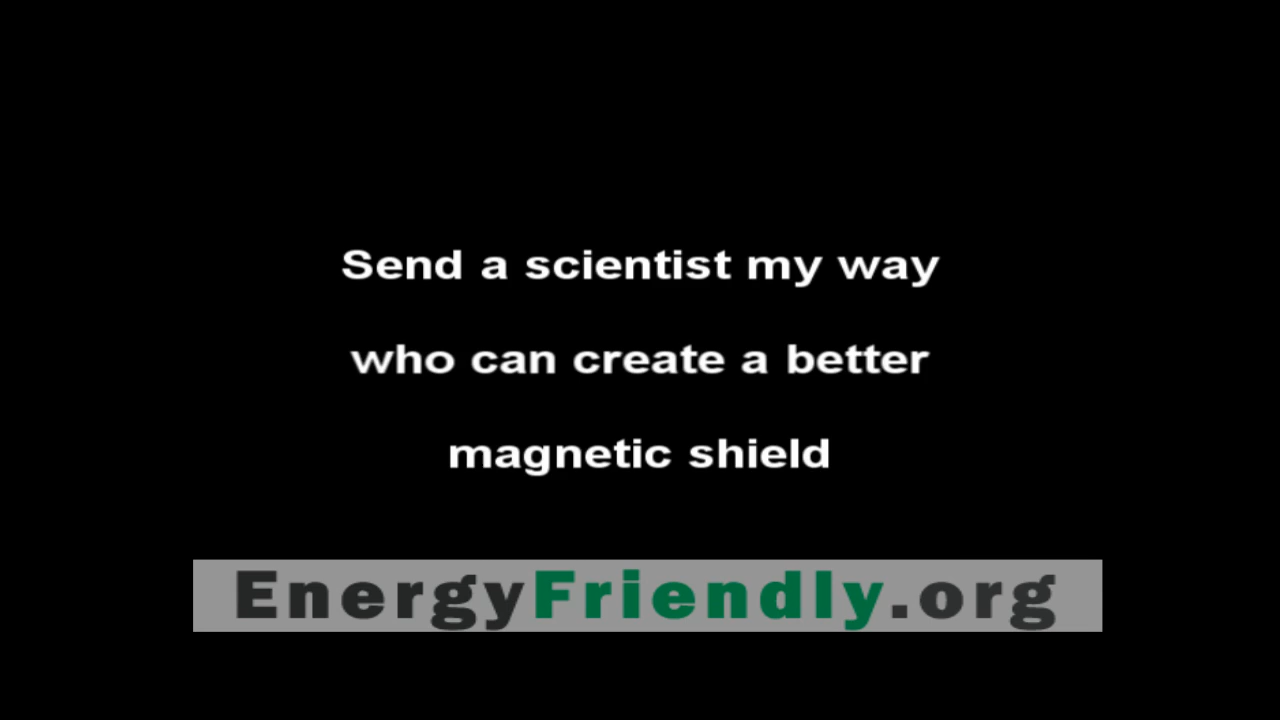 Send a scientist my way
who can create a better
magnetic shield
EnergyFriendly.org